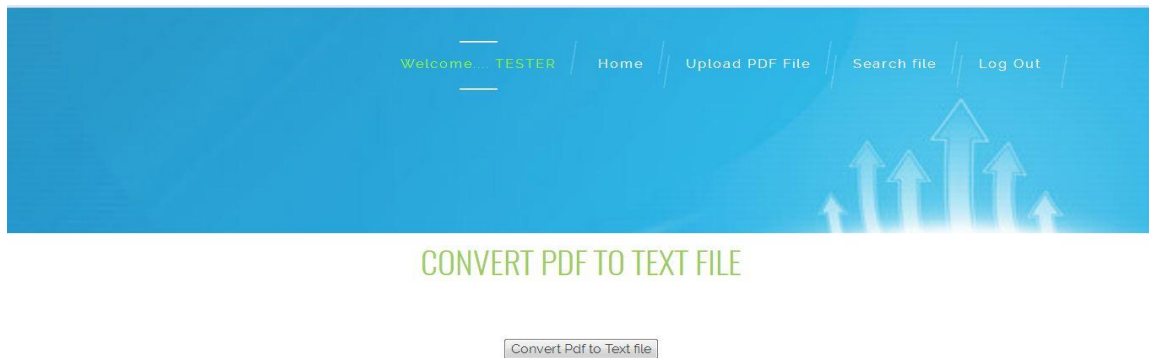 Welcome.... TESTER Home Upload PDF File Search file Log Out
CONVERT PDF TO TEXT FILE
Convert Pdf to Text file